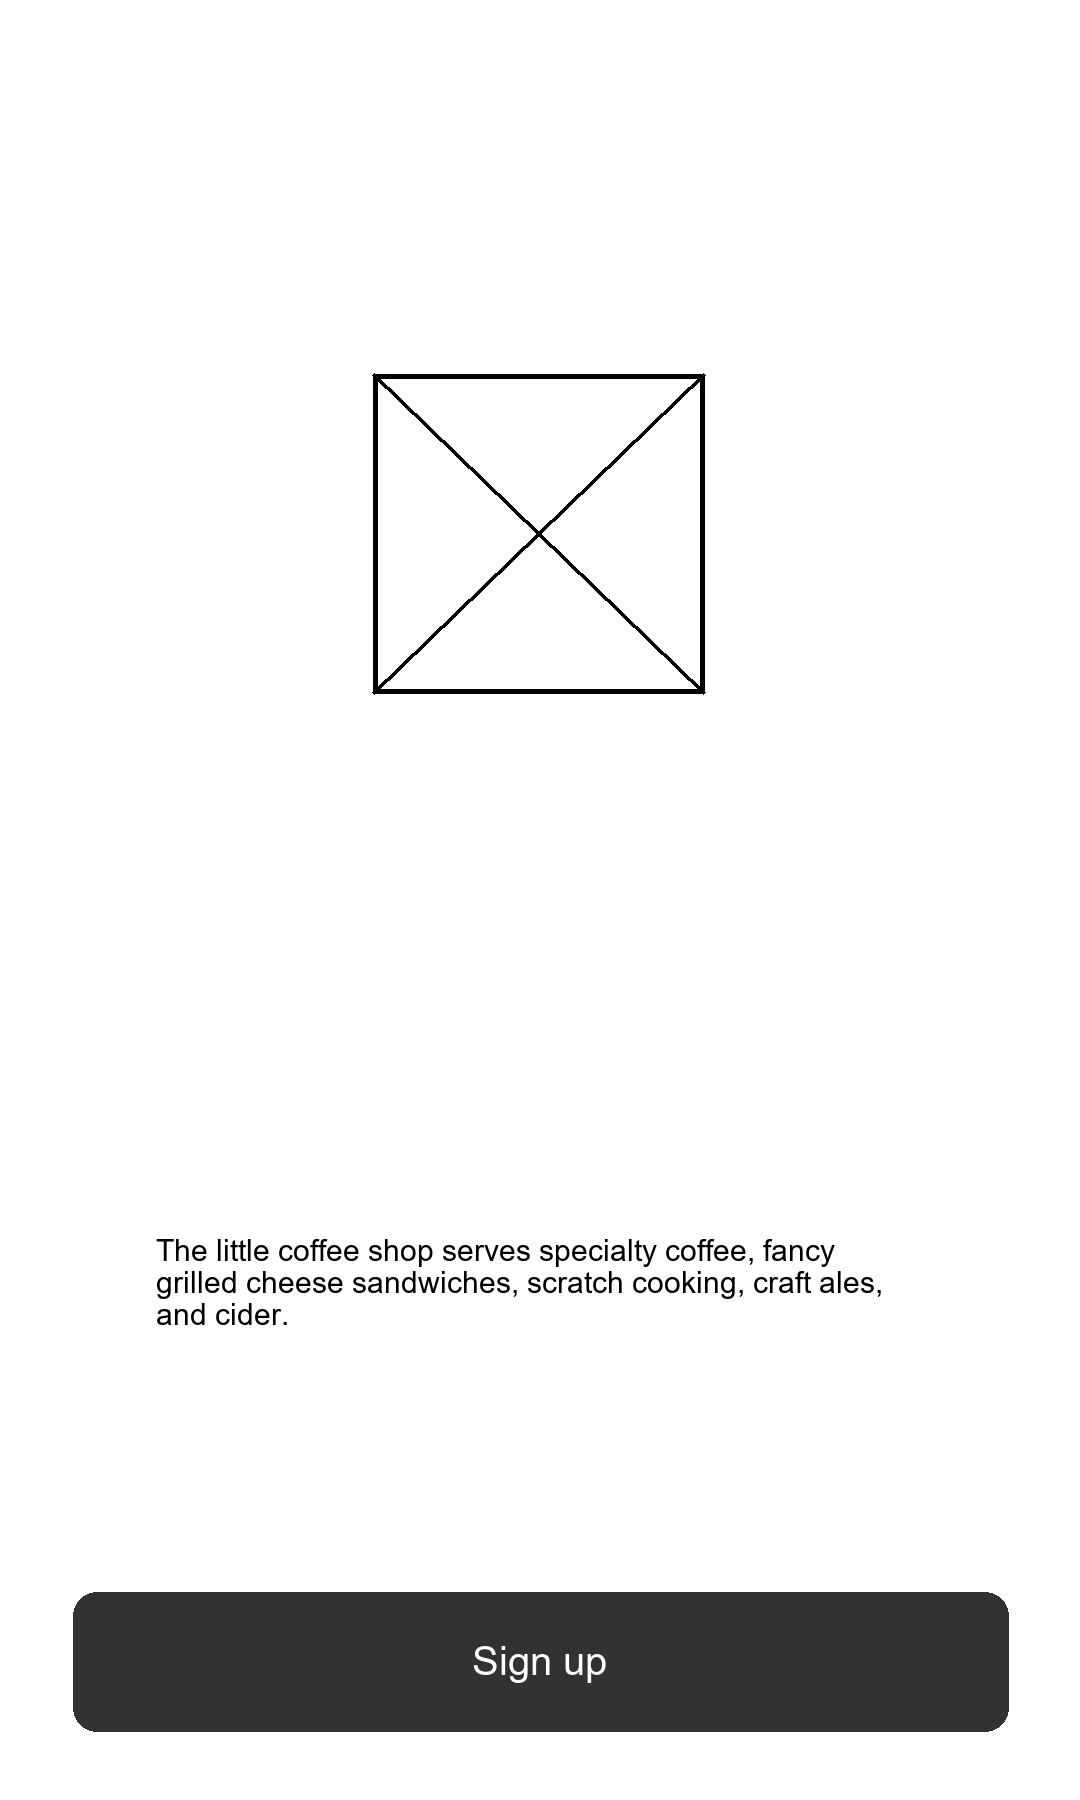 The little coffee shop serves specialty coffee, fancy
grilled cheese sandwiches, scratch cooking, craft ales,
and cider.
Sign up